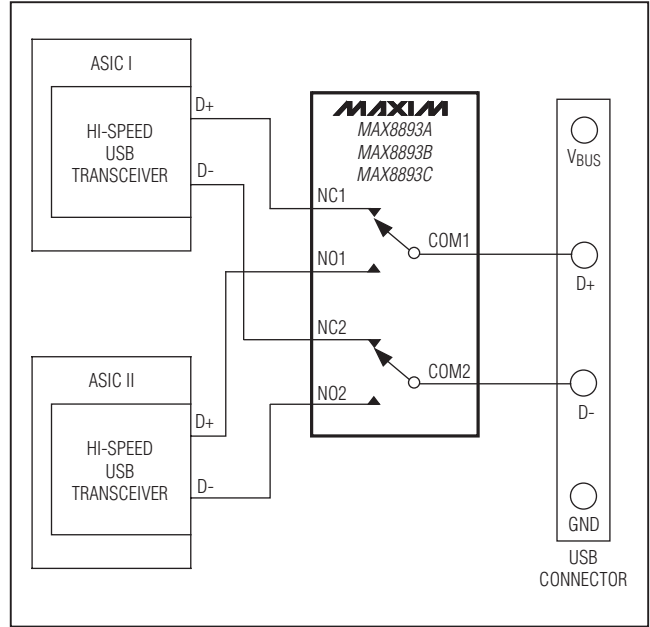 ASIC I
HI-SPEED
USB
TRANSCEIVER
D+
D-
MAXIM
MAX8893A
MAX8893B
MAX8893C
NC1
COM1
NO1
NC2
COM2
NO2
ASIC II
HI-SPEED
USB
TRANSCEIVER
D+
D-
VBUS
D+
D-
GND
USB
CONNECTOR